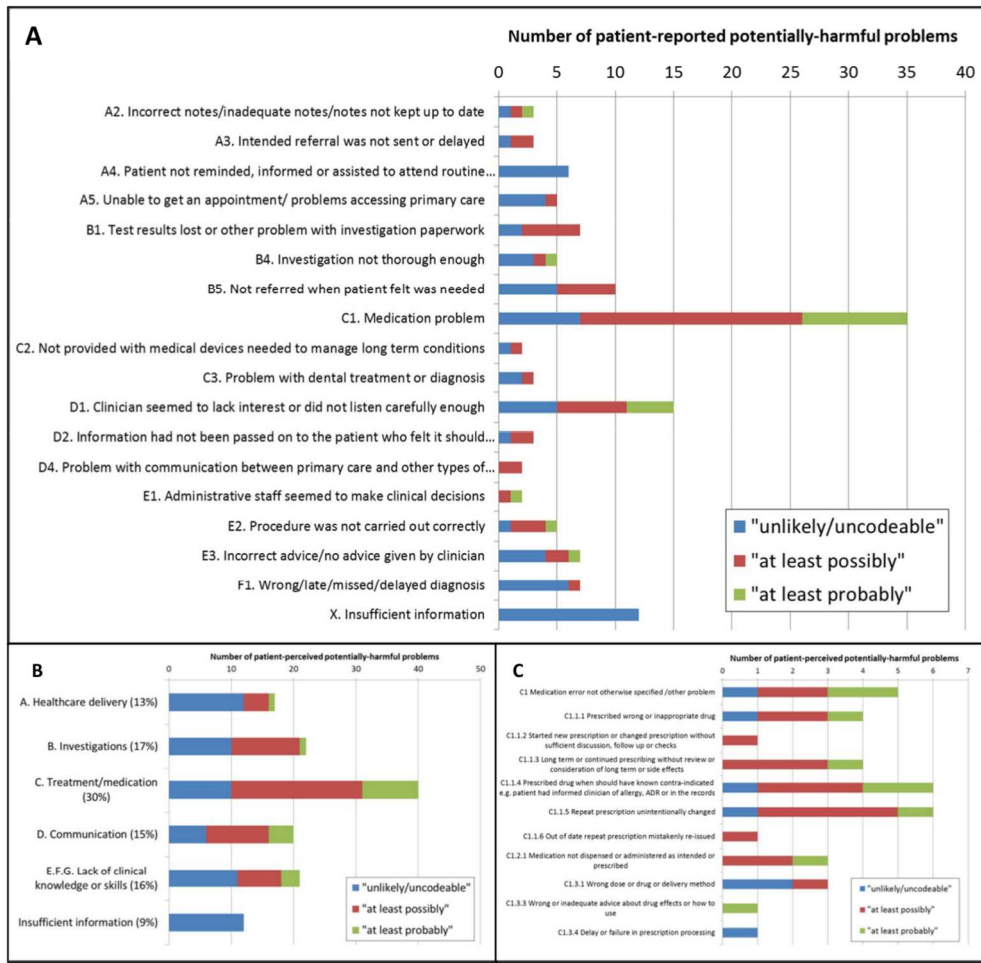 A
Number of patient-reported potentially-harmful problems
0 5 10 15 20 25 30 35 40
A2. Incorrect notes/inadequate notes/notes not kept up to date
A3. Intended referral was not sent or delayed
A4. Patient not reminded, informed or assisted to attend routine...
A5. Unable to get an appointment/ problems accessing primary care
B1. Test results lost or other problem with investigation paperwork
B4. Investigation not thorough enough
B5. Not referred when patient felt was needed
C1. Medication problem
C2. Not provided with medical devices needed to manage long term conditions
C3. Problem with dental treatment or diagnosis
D1. Clinician seemed to lack interest or did not listen carefully enough
D2. Information had not been passed on to the patient who felt it should...
D4. Problem with communication between primary care and other types of...
E1. Administrative staff seemed to make clinical decisions
E2. Procedure was not carried out correctly
E3. Incorrect advice/no advice given by clinician
F1. Wrong/late/missed/delayed diagnosis
X. Insufficient information
"unlikely/uncodeable"
"at least possibly"
"at least probably"
B
Number of patient-perceived potentially-harmful problems
0 10 20 30 40 50
A. Healthcare delivery (13%)
B. Investigations (17%)
C. Treatment/medication
(30%)
D. Communication (15%)
E.F.G. Lack of clinical
knowledge or skills (16%)
Insufficient information (9%)
"unlikely/uncodeable"
"at least possibly"
"at least probably"
C
Number of patient-perceived potentially-harmful problems
0 1 2 3 4 5 6 7
C1 Medication error not otherwise specified /other problem
C1.1.1 Prescribed wrong or inappropriate drug
C1.1.2 Started new prescription or changed prescription without
sufficient discussion, follow up or checks
C1.1.3 Long term or continued prescribing without review or
consideration of long term or side effects
C1.1.4 Prescribed drug when should have known contra-indicated
e.g. patient had informed clinician of allergy, ADR or in the records
C1.1.5 Repeat prescription unintentionally changed
C1.1.6 Out of date repeat prescription mistakenly re-issued
C1.2.1 Medication not dispensed or administered as intended or
prescribed
C1.3.1 Wrong dose or drug or delivery method
C1.3.3 Wrong or inadequate advice about drug effects or how to
use
C1.3.4 Delay or failure in prescription processing
"unlikely/uncodeable"
"at least possibly"
"at least probably"